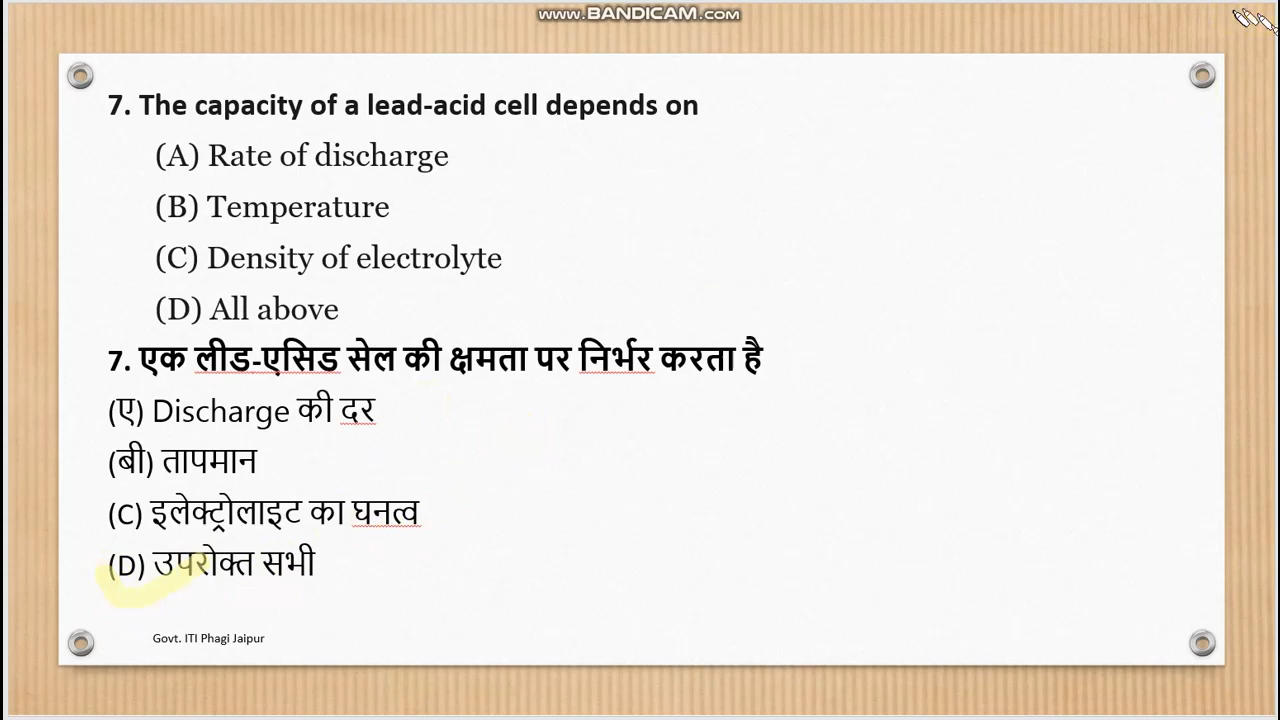 www.BANDICAM.com
7. The capacity of a lead-acid cell depends on
(A) Rate of discharge
(B) Temperature
(C) Density of electrolyte
(D) All above
7. एक लीड-एसिड सेल की क्षमता पर निर्भर करता है
(ए) Discharge की दर
(बी) तापमान
(C) इलेक्ट्रोलाइट का घनत्व
(D) उपरोक्त सभी
Govt. ITI Phagi Jaipur